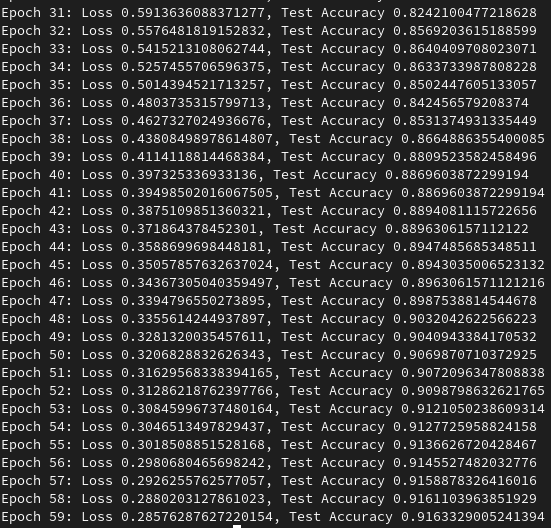 Epoch 31: Loss 0.5913636088371277, Test Accuracy 0.8242100477218628
Epoch 32: Loss 0.5576481819152832, Test Accuracy 0.8569203615188599
Epoch 33: Loss 0.5415213108062744, Test Accuracy 0.8640409708023071
Epoch 34: Loss 0.5257455706596375, Test Accuracy 0.8633733987808228
Epoch 35: Loss 0.5014394521713257, Test Accuracy 0.8502447605133057
Epoch 36: Loss 0.4803735315799713, Test Accuracy 0.842456579208374
Epoch 37: Loss 0.4627327024936676, Test Accuracy 0.8531374931335449
Epoch 38: Loss 0.43808498978614807, Test Accuracy 0.8664886355400085
Epoch 39: Loss 0.4114118814468384, Test Accuracy 0.8809523582458496
Epoch 40: Loss 0.397325336933136, Test Accuracy 0.8869603872299194
Epoch 41: Loss 0.394985020160675​05, Test Accuracy 0.8869603872299194
Epoch 42: Loss 0.3875109851360321, Test Accuracy 0.8894081115722656
Epoch 43: Loss 0.371864378452301, Test Accuracy 0.8896306157112122
Epoch 44: Loss 0.3588699698448181, Test Accuracy 0.8947485685348511
Epoch 45: Loss 0.35057857632637024, Test Accuracy 0.8943035006523132
Epoch 46: Loss 0.34367305040359497, Test Accuracy 0.8963061571121216
Epoch 47: Loss 0.3394796550273895, Test Accuracy 0.8987538814544678
Epoch 48: Loss 0.3355614244937897, Test Accuracy 0.9032042622566223
Epoch 49: Loss 0.3281320035457611, Test Accuracy 0.9040943384170532
Epoch 50: Loss 0.3206828832626343, Test Accuracy 0.9069870710372925
Epoch 51: Loss 0.31629568338394165, Test Accuracy 0.9072096347808838
Epoch 52: Loss 0.31286218762397766, Test Accuracy 0.9098798632621765
Epoch 53: Loss 0.30845996737480164, Test Accuracy 0.9121050238609314
Epoch 54: Loss 0.3046513497829437, Test Accuracy 0.9127725958824158
Epoch 55: Loss 0.3018508851528168, Test Accuracy 0.9136626720428467
Epoch 56: Loss 0.2980680465698242, Test Accuracy 0.9145527482032776
Epoch 57: Loss 0.2926255762577057, Test Accuracy 0.9158878326416016
Epoch 58: Loss 0.2880203127861023, Test Accuracy 0.9161103963851929
Epoch 59: Loss 0.28576287627220154, Test Accuracy 0.9163329005241394